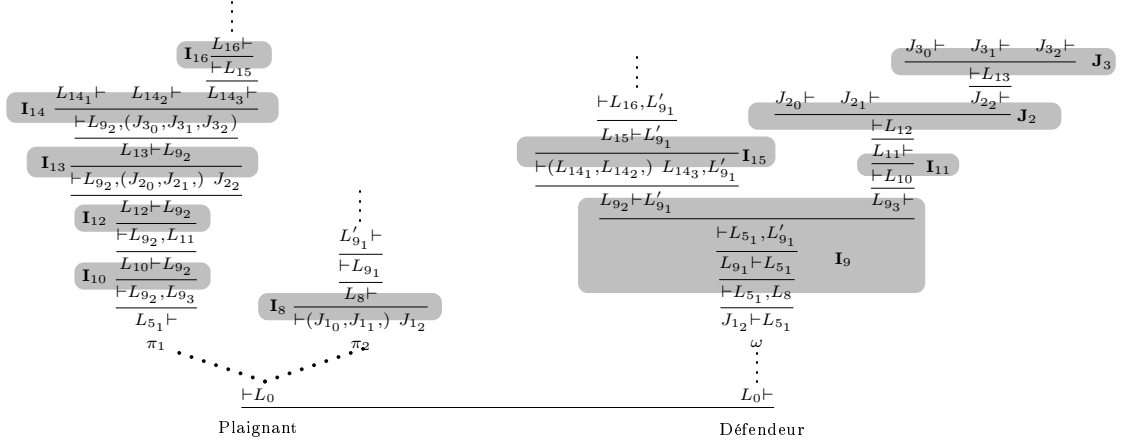 I₁₆ L₁₆⊢
⊢L₁₅
I₁₄ L₁₄₁⊢ L₁₄₂⊢ L₁₄₃⊢
⊢L₉₂,(J₃₀,J₃₁,J₃₂)
I₁₃ L₁₃⊢L₉₂
⊢L₉₂,(J₂₀,J₂₁,) J₂₂
I₁₂ L₁₂⊢L₉₂
⊢L₉₂,L₁₁
I₁₀ L₁₀⊢L₉₂
⊢L₉₂,L₉₃
L₅₁⊢
π₁
L′₉₁⊢
⊢L₉₁
I₈ L₈⊢
⊢(J₁₀,J₁₁,) J₁₂
π₂
⊢L₀
Plaignant
⊢L₁₆,L′₉₁
L₁₅⊢L′₉₁
⊢(L₁₄₁,L₁₄₂,) L₁₄₃,L′₉₁ I₁₅
L₉₂⊢L′₉₁
J₃₀⊢ J₃₁⊢ J₃₂⊢ J₃
⊢L₁₃
J₂₀⊢ J₂₁⊢ J₂₂⊢ J₂
⊢L₁₂
L₁₁⊢ I₁₁
⊢L₁₀
L₉₃⊢
⊢L₅₁,L′₉₁
L₉₁⊢L₅₁ I₉
⊢L₅₁,L₈
J₁₂⊢L₅₁
ω
L₀⊢
Défendeur